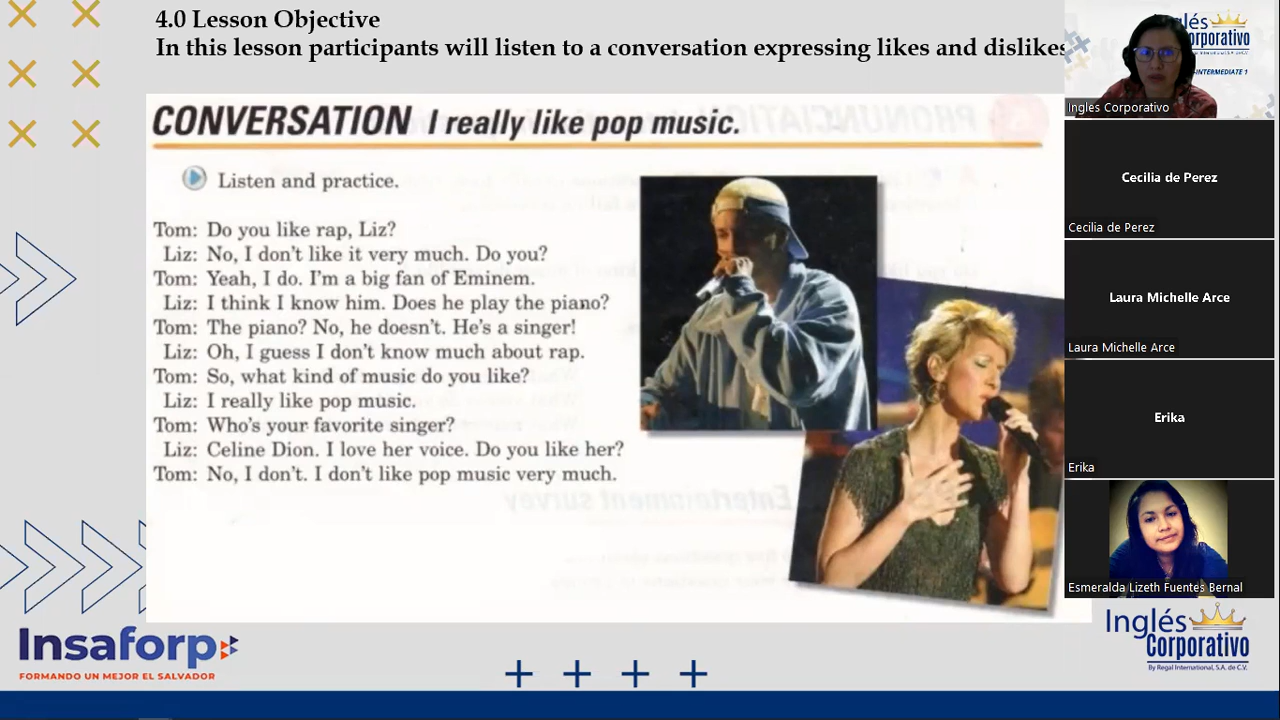 4.0 Lesson Objective
In this lesson participants will listen to a conversation expressing likes and dislikes
CONVERSATION I really like pop music.
Listen and practice.
Tom: Do you like rap, Liz?
Liz: No, I don't like it very much. Do you?
Tom: Yeah, I do. I'm a big fan of Eminem.
Liz: I think I know him. Does he play the piano?
Tom: The piano? No, he doesn't. He's a singer!
Liz: Oh, I guess I don't know much about rap.
Tom: So, what kind of music do you like?
Liz: I really like pop music.
Tom: Who's your favorite singer?
Liz: Celine Dion. I love her voice. Do you like her?
Tom: No, I don't. I don't like pop music very much.
Insaforp
FORMANDO UN MEJOR EL SALVADOR
Inglés
Corporativo
By Regal International, S.A. de C.V.
glés
Corporativo
-INTERMEDIATE 1
Ingles Corporativo
Cecilia de Perez
Cecilia de Perez
Laura Michelle Arce
Laura Michelle Arce
Erika
Erika
Esmeralda Lizeth Fuentes Bernal